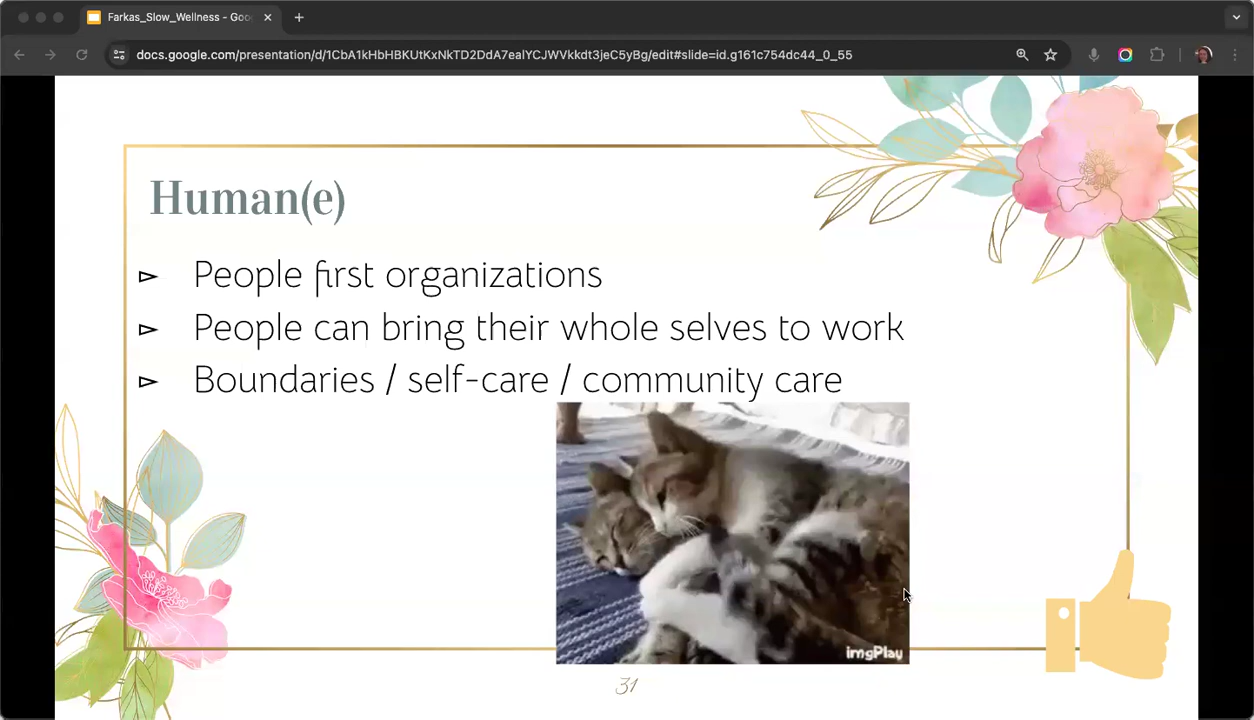 Farkas_Slow_Wellness - Goo
docs.google.com/presentation/d/1CbA1kHbHBKUtKxNkTD2DdA7ealYCJWVkkdt3jeC5yBg/edit#slide=id.g161c754dc44_0_55
Human(e)
People first organizations
People can bring their whole selves to work
Boundaries / self-care / community care
imgPlay
31